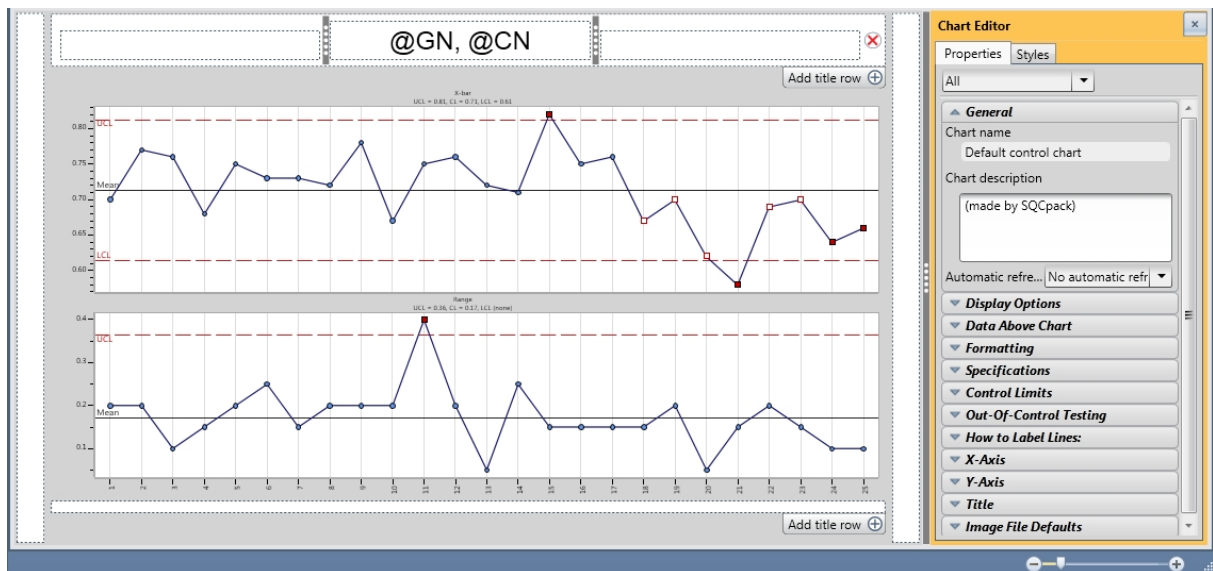 @GN, @CN
Add title row
X-bar
UCL = 0.81, CL = 0.71, LCL = 0.61
0.80
UCL
0.75
Mean
0.70
0.65
LCL
0.60
Range
UCL = 0.36, CL = 0.17, LCL (none)
0.4
UCL
0.3
0.2
Mean
0.1
1 2 3 4 5 6 7 8 9 10 11 12 13 14 15 16 17 18 19 20 21 22 23 24 25
Add title row
Chart Editor
Properties Styles
All
General
Chart name
Default control chart
Chart description
(made by SQCpack)
Automatic refre... No automatic refr
Display Options
Data Above Chart
Formatting
Specifications
Control Limits
Out-Of-Control Testing
How to Label Lines:
X-Axis
Y-Axis
Title
Image File Defaults